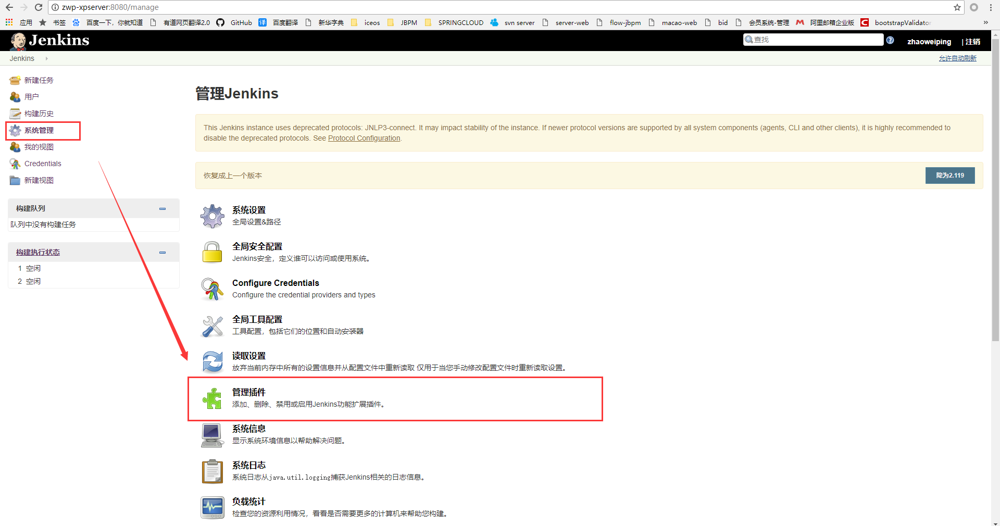 zwp-xpserver:8080/manage
应用 书签 百度一下，你就知道 有道网页翻译2.0 GitHub 译 百度翻译 新华字典 iceos JBPM SPRINGCLOUD svn server server-web flow-jbpm macao-web bid 会员系统-管理 阿里邮箱企业版 bootstrapValidator »
Jenkins 查找 zhaoweiping | 注销
Jenkins 允许自动刷新
新建任务
用户
构建历史
系统管理
我的视图
Credentials
新建视图
构建队列
队列中没有构建任务
构建执行状态
1 空闲
2 空闲
管理Jenkins
This Jenkins instance uses deprecated protocols: JNLP3-connect. It may impact stability of the instance. If newer protocol versions are supported by all system components (agents, CLI and other clients), it is highly recommended to
disable the deprecated protocols. See Protocol Configuration.
恢复成上一个版本 降为2.119
系统设置
全局设置&路径
全局安全配置
Jenkins安全，定义谁可以访问或使用系统。
Configure Credentials
Configure the credential providers and types
全局工具配置
工具配置，包括它们的位置和自动安装器
读取设置
放弃当前内存中所有的设置信息并从配置文件中重新读取 仅用于当您手动修改配置文件时重新读取设置。
管理插件
添加、删除、禁用或启用Jenkins功能扩展插件。
系统信息
显示系统环境信息以帮助解决问题。
系统日志
系统日志从java.util.logging捕获Jenkins相关的日志信息。
负载统计
检查您的资源利用情况，看看是否需要更多的计算机来帮助您构建。